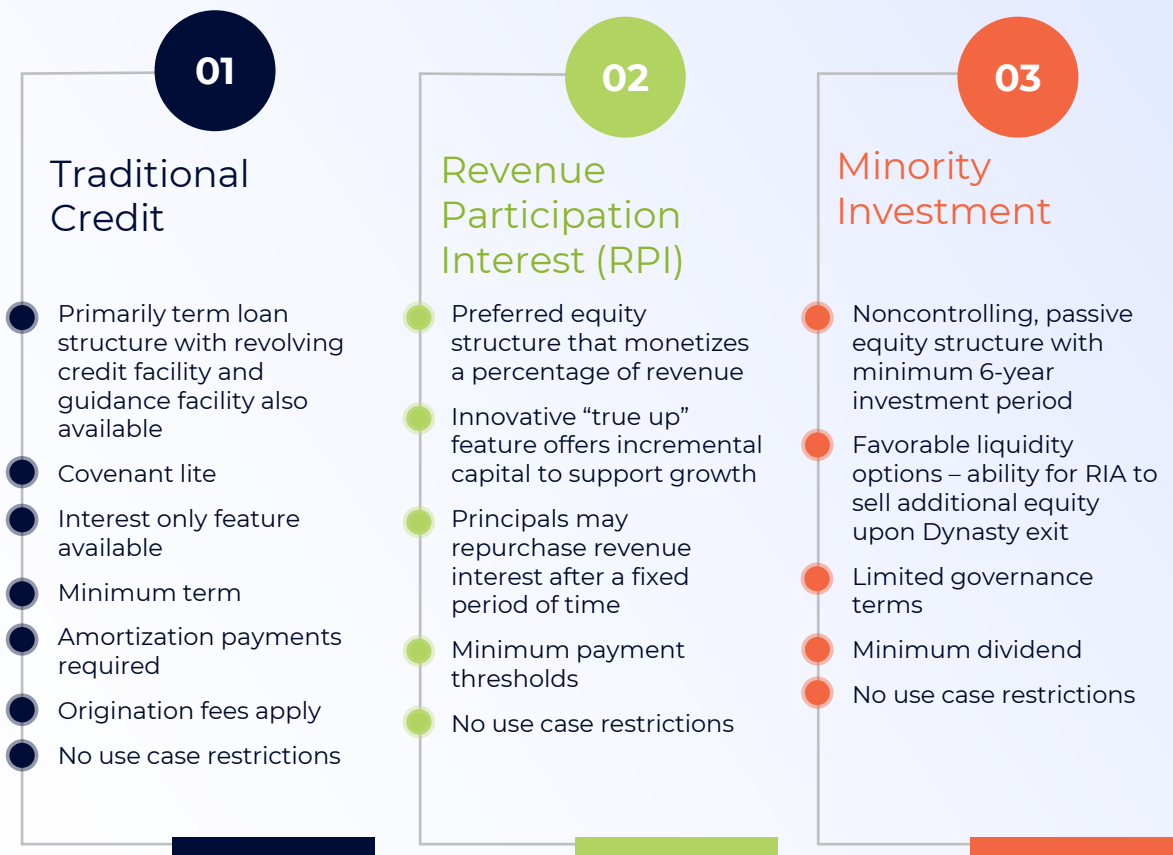 01
Traditional
Credit
Primarily term loan
structure with revolving
credit facility and
guidance facility also
available
Covenant lite
Interest only feature
available
Minimum term
Amortization payments
required
Origination fees apply
No use case restrictions
02
Revenue
Participation
Interest (RPI)
Preferred equity
structure that monetizes
a percentage of revenue
Innovative “true up”
feature offers incremental
capital to support growth
Principals may
repurchase revenue
interest after a fixed
period of time
Minimum payment
thresholds
No use case restrictions
03
Minority
Investment
Noncontrolling, passive
equity structure with
minimum 6-year
investment period
Favorable liquidity
options – ability for RIA to
sell additional equity
upon Dynasty exit
Limited governance
terms
Minimum dividend
No use case restrictions